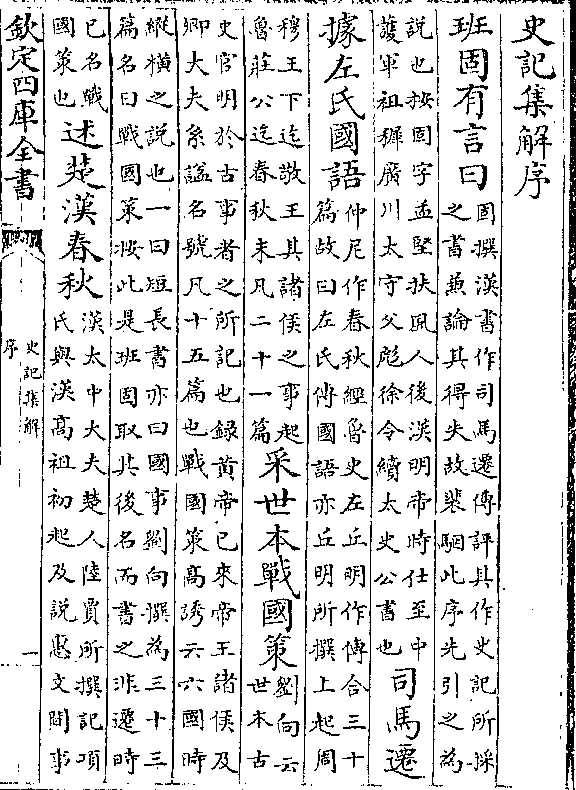 史記集解序
班固有言曰
固撰漢書作司馬遷傳評其作史記所採
之書兼論其得失故裴駰此序先引之為
說也按固字孟堅扶風人後漢明帝時仕至中
護軍祖穉廣川太守父彪徐令續太史公書也
司馬遷
據左氏國語
仲尼作春秋經魯史左丘明作傳合三十
篇故曰左氏傳國語亦丘明所撰上起周
穆王下迄敬王其諸侯之事起
魯莊公迄春秋末凡二十一篇
采世本戰國策
劉向云
世本古
史官明於古事者之所記也錄黃帝已來帝王諸侯及
卿大夫系諡名號凡十五篇也戰國策高誘云六國時
縱橫之說也一曰短長書亦曰國事劉向撰為三十三
篇名曰戰國策按此是班固取其後名而書之非遷時
已名戰
國策也
述楚漢春秋
漢太中大夫楚人陸賈所撰記項
氏與漢高祖初起及說惠文間事
欽定四庫全書
史記集解
序
一